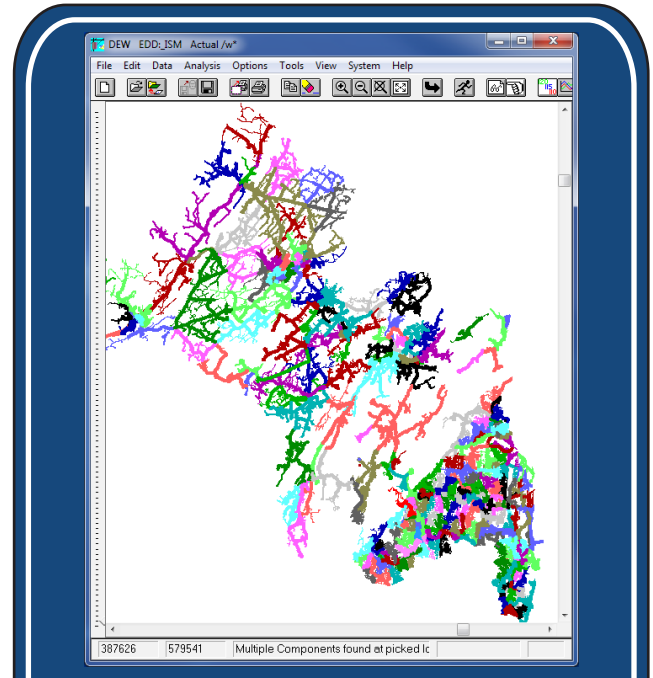 DEW EDD:_ISM Actual /w*
File Edit Data Analysis Options Tools View System Help
387626 579541 Multiple Components found at picked lc